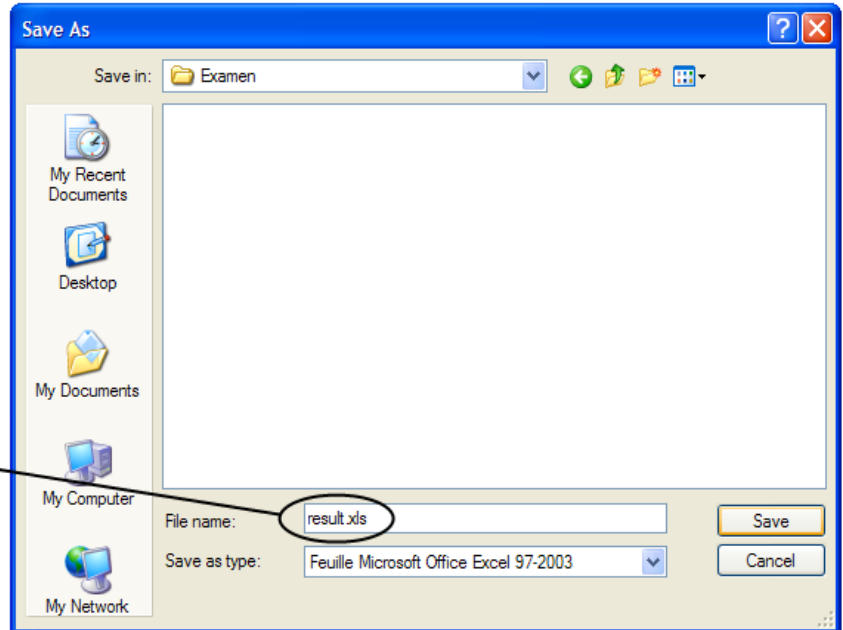 Save As
Save in: Examen
My Recent
Documents
Desktop
My Documents
My Computer
My Network
File name: result.xls Save
Save as type: Feuille Microsoft Office Excel 97-2003 Cancel